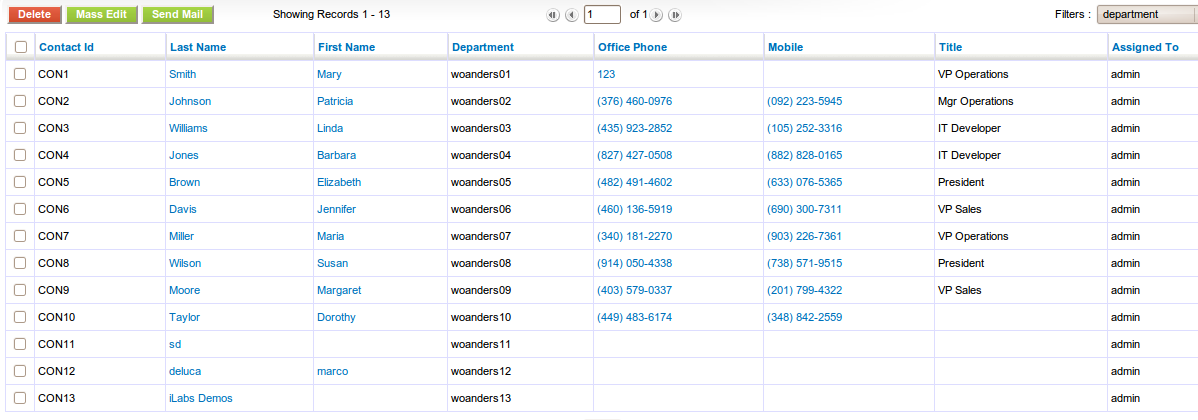 Delete Mass Edit Send Mail Showing Records 1 - 13 1 of 1 Filters : department
Contact Id Last Name First Name Department Office Phone Mobile Title Assigned To
CON1 Smith Mary woanders01 123 VP Operations admin
CON2 Johnson Patricia woanders02 (376) 460-0976 (092) 223-5945 Mgr Operations admin
CON3 Williams Linda woanders03 (435) 923-2852 (105) 252-3316 IT Developer admin
CON4 Jones Barbara woanders04 (827) 427-0508 (882) 828-0165 IT Developer admin
CON5 Brown Elizabeth woanders05 (482) 491-4602 (633) 076-5365 President admin
CON6 Davis Jennifer woanders06 (460) 136-5919 (690) 300-7311 VP Sales admin
CON7 Miller Maria woanders07 (340) 181-2270 (903) 226-7361 VP Operations admin
CON8 Wilson Susan woanders08 (914) 050-4338 (738) 571-9515 President admin
CON9 Moore Margaret woanders09 (403) 579-0337 (201) 799-4322 VP Sales admin
CON10 Taylor Dorothy woanders10 (449) 483-6174 (348) 842-2559 admin
CON11 sd woanders11 admin
CON12 deluca marco woanders12 admin
CON13 iLabs Demos woanders13 admin